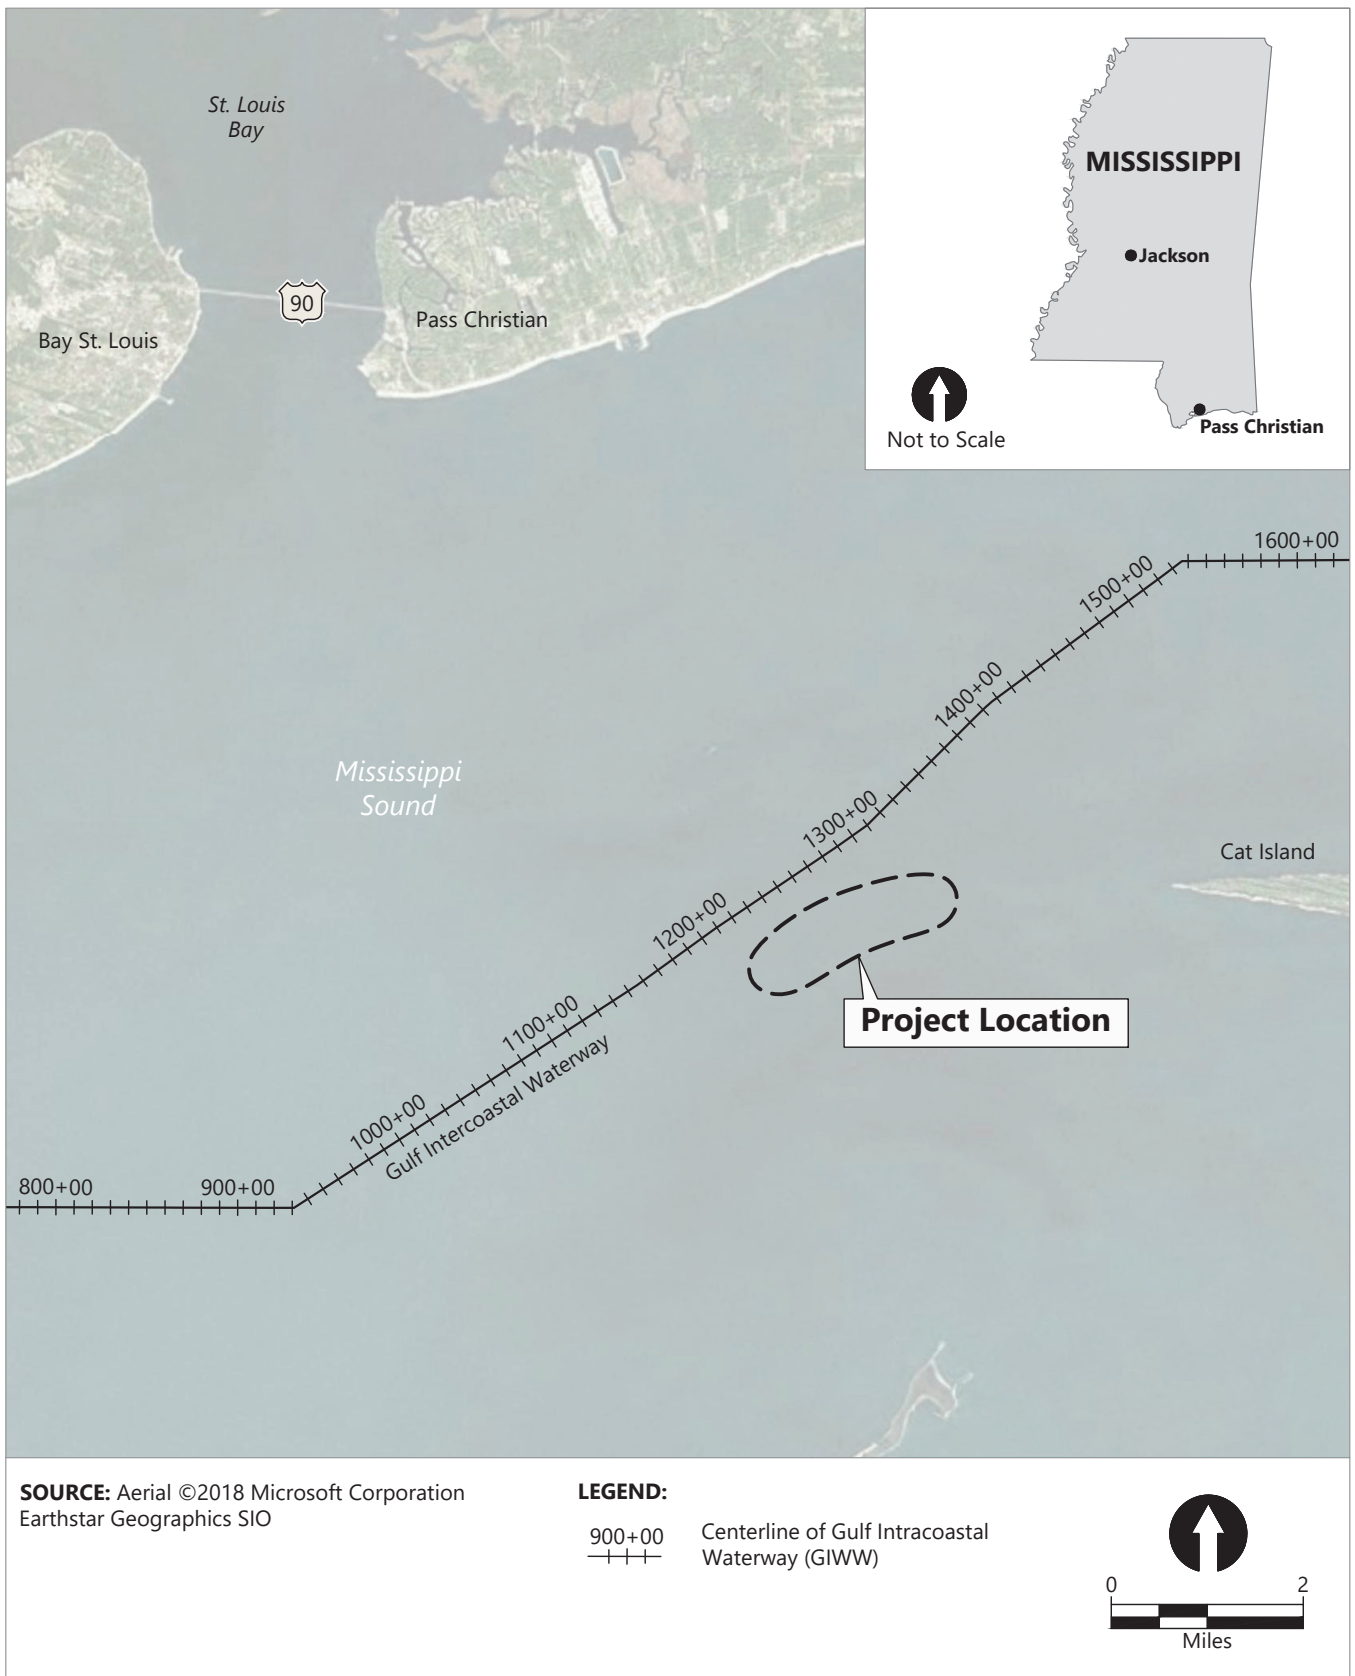 St. Louis
Bay
MISSISSIPPI
Jackson
90
Pass Christian
Bay St. Louis
Not to Scale
Pass Christian
1600+00
1500+00
1400+00
Mississippi
Sound
1300+00
Cat Island
1200+00
Project Location
1100+00
Gulf Intercoastal Waterway
1000+00
800+00
900+00
SOURCE: Aerial ©2018 Microsoft Corporation
Earthstar Geographics SIO
LEGEND:
900+00
Centerline of Gulf Intracoastal
Waterway (GIWW)
0 2
Miles